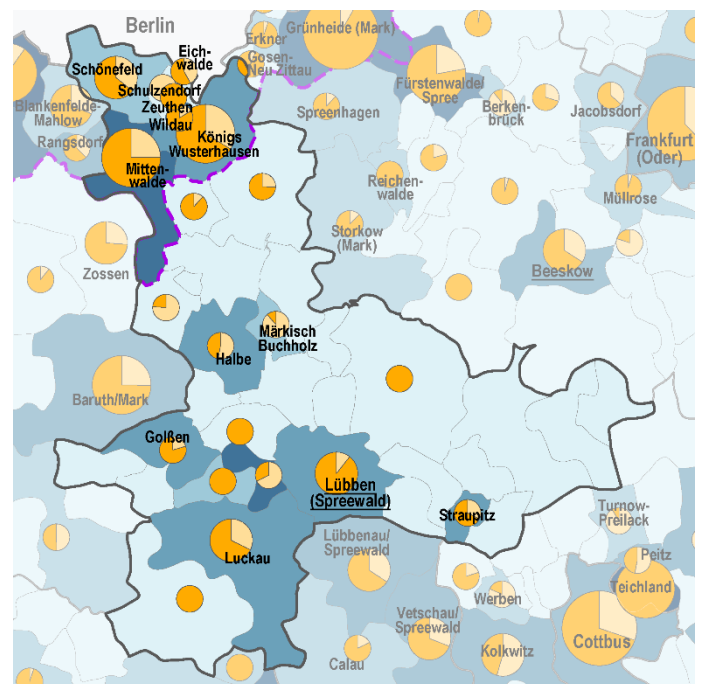 Berlin
Erkner
Grünheide (Mark)
Eich-
walde
Gosen-
Neu Zittau
Schönefeld
Fürstenwalde/
Spree
Schulzendorf
Zeuthen
Blankenfelde-
Mahlow
Berken-
brück
Jacobsdorf
Spreenhagen
Wildau
Königs
Wusterhausen
Rangsdorf
Frankfurt
(Oder)
Mitten-
walde
Reichen-
walde
Müllrose
Storkow
(Mark)
Zossen
Beeskow
Märkisch
Buchholz
Halbe
Baruth/Mark
Golßen
Lübben
(Spreewald)
Straupitz
Turnow-
Preilack
Lübbenau/
Spreewald
Luckau
Peitz
Teichland
Werben
Vetschau/
Spreewald
Cottbus
Kolkwitz
Calau